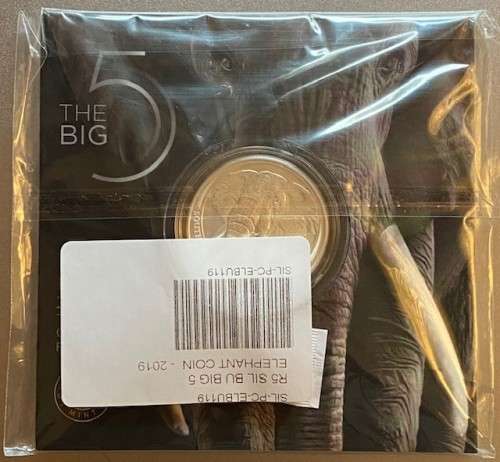 THE
BIG
5
SIL-PC-ELBU119
R5 SIL BU BIG 5
ELEPHANT COIN - 2019
SIL-PC-ELBU119